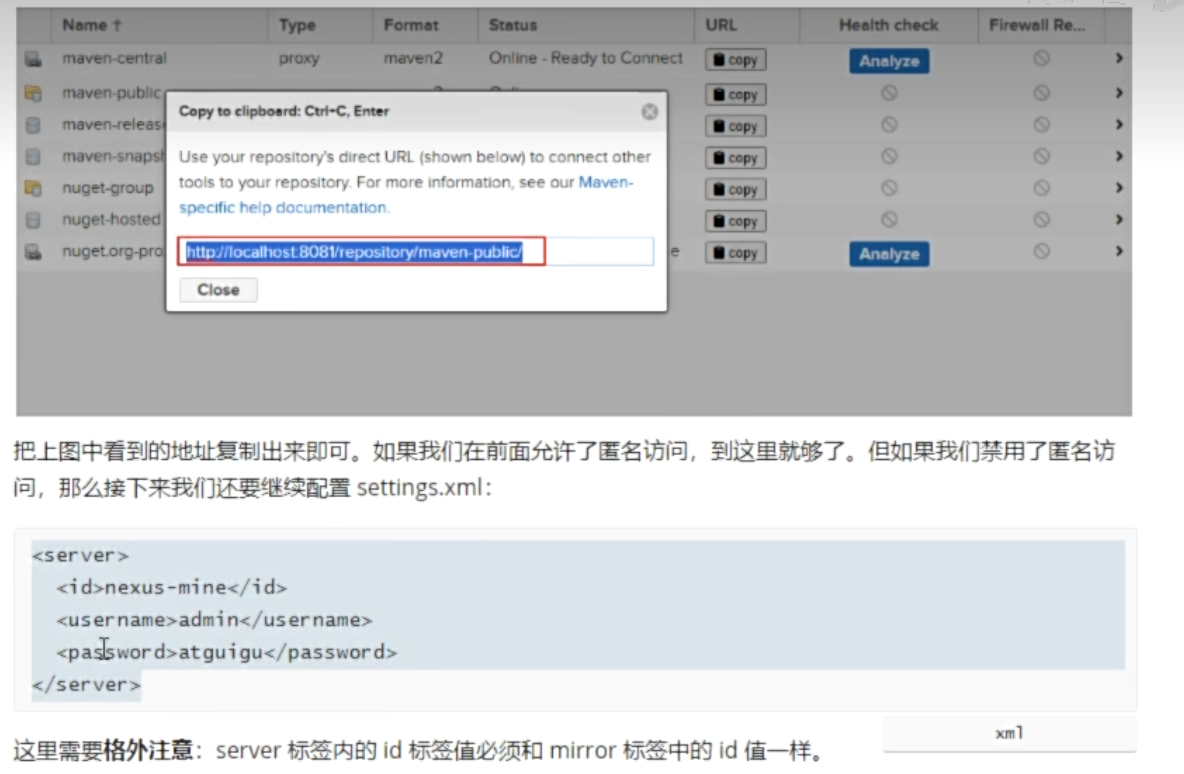 Name ↑ Type Format Status URL Health check Firewall Re...
maven-central proxy maven2 Online - Ready to Connect copy Analyze
maven-public copy
maven-releas copy
maven-snapsh copy
nuget-group copy
nuget-hosted copy
nuget.org-pro e copy Analyze
Copy to clipboard: Ctrl+C, Enter
Use your repository's direct URL (shown below) to connect other
tools to your repository. For more information, see our Maven-
specific help documentation.
http://localhost:8081/repository/maven-public/
Close
把上图中看到的地址复制出来即可。如果我们在前面允许了匿名访问，到这里就够了。但如果我们禁用了匿名访
问，那么接下来我们还要继续配置 settings.xml：
<server>
<id>nexus-mine</id>
<username>admin</username>
<password>atguigu</password>
</server>
xml
这里需要格外注意：server 标签内的 id 标签值必须和 mirror 标签中的 id 值一样。